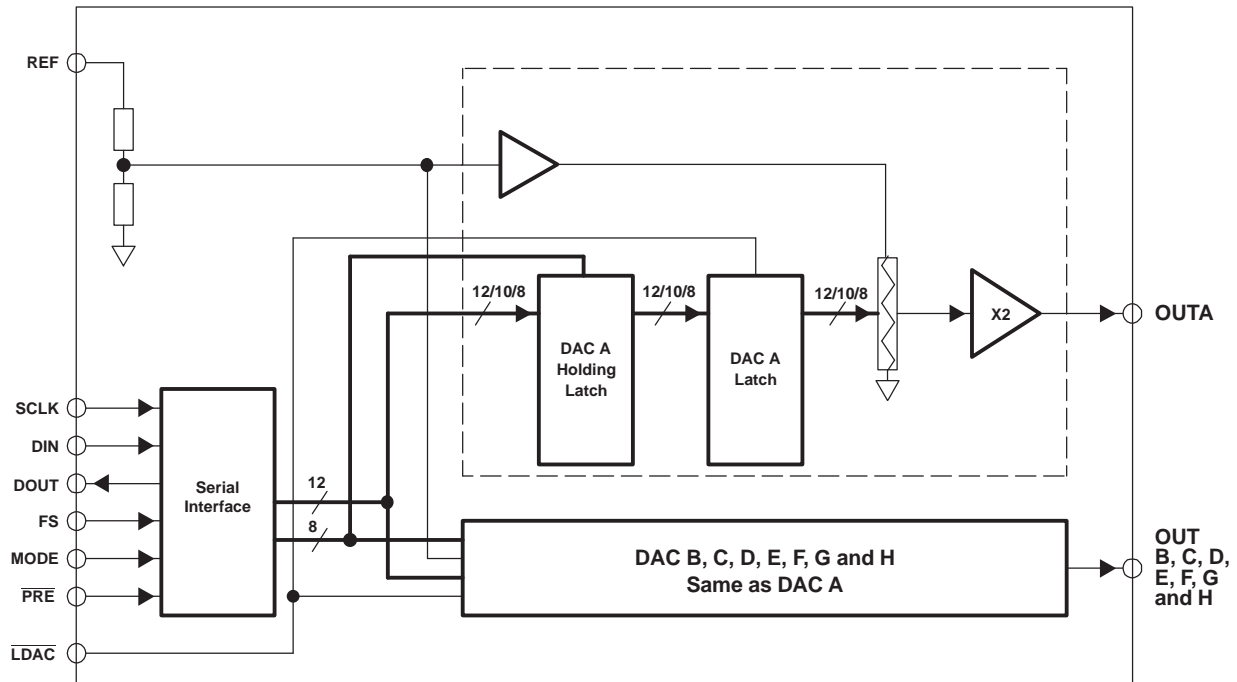 REF
12/10/8
12/10/8
12/10/8
X2
OUTA
DAC A
Holding
Latch
DAC A
Latch
SCLK
DIN
DOUT
FS
MODE
PRE
LDAC
Serial
Interface
12
8
DAC B, C, D, E, F, G and H
Same as DAC A
OUT
B, C, D,
E, F, G
and H